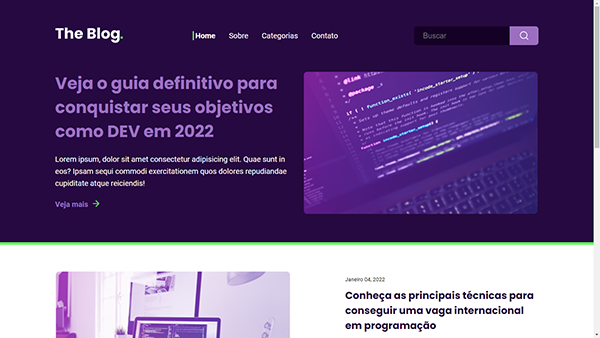 The Blog.
Home Sobre Categorias Contato
Buscar
Veja o guia definitivo para
conquistar seus objetivos
como DEV em 2022
Lorem ipsum, dolor sit amet consectetur adipisicing elit. Quae sunt in
eos? Ipsam sequi commodi exercitationem quos dolores repudiandae
cupiditate atque reiciendis!
Veja mais
Janeiro 04, 2022
Conheça as principais técnicas para
conseguir uma vaga internacional
em programação